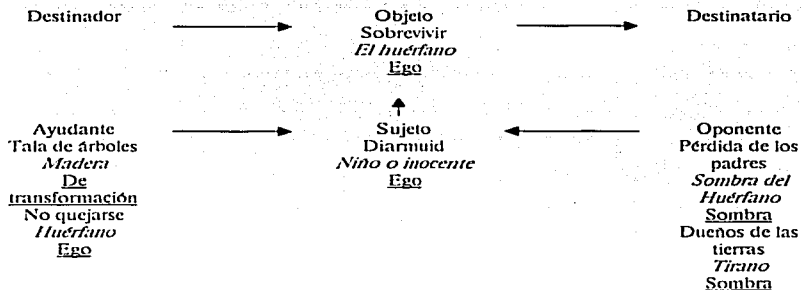 Destinador
Objeto
Sobrevivir
El huérfano
Ego
Destinatario
Ayudante
Tala de árboles
Madera
De
transformación
No quejarse
Huérfano
Ego
Sujeto
Diarmuid
Niño o inocente
Ego
Oponente
Pérdida de los
padres
Sombra del
Huérfano
Sombra
Dueños de las
tierras
Tirano
Sombra